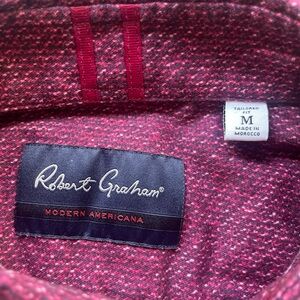 Robert Graham®
MODERN AMERICANA
TAILORED
FIT
M
MADE IN
MOROCCO